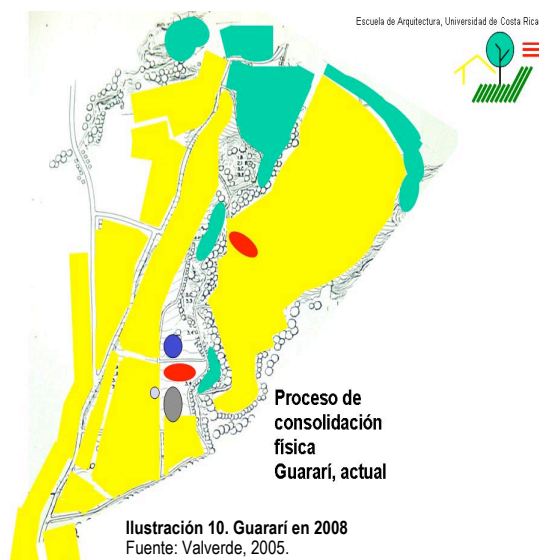 Escuela de Arquitectura, Universidad de Costa Rica
Proceso de
consolidación
física
Guararí, actual
Ilustración 10. Guararí en 2008
Fuente: Valverde, 2005.